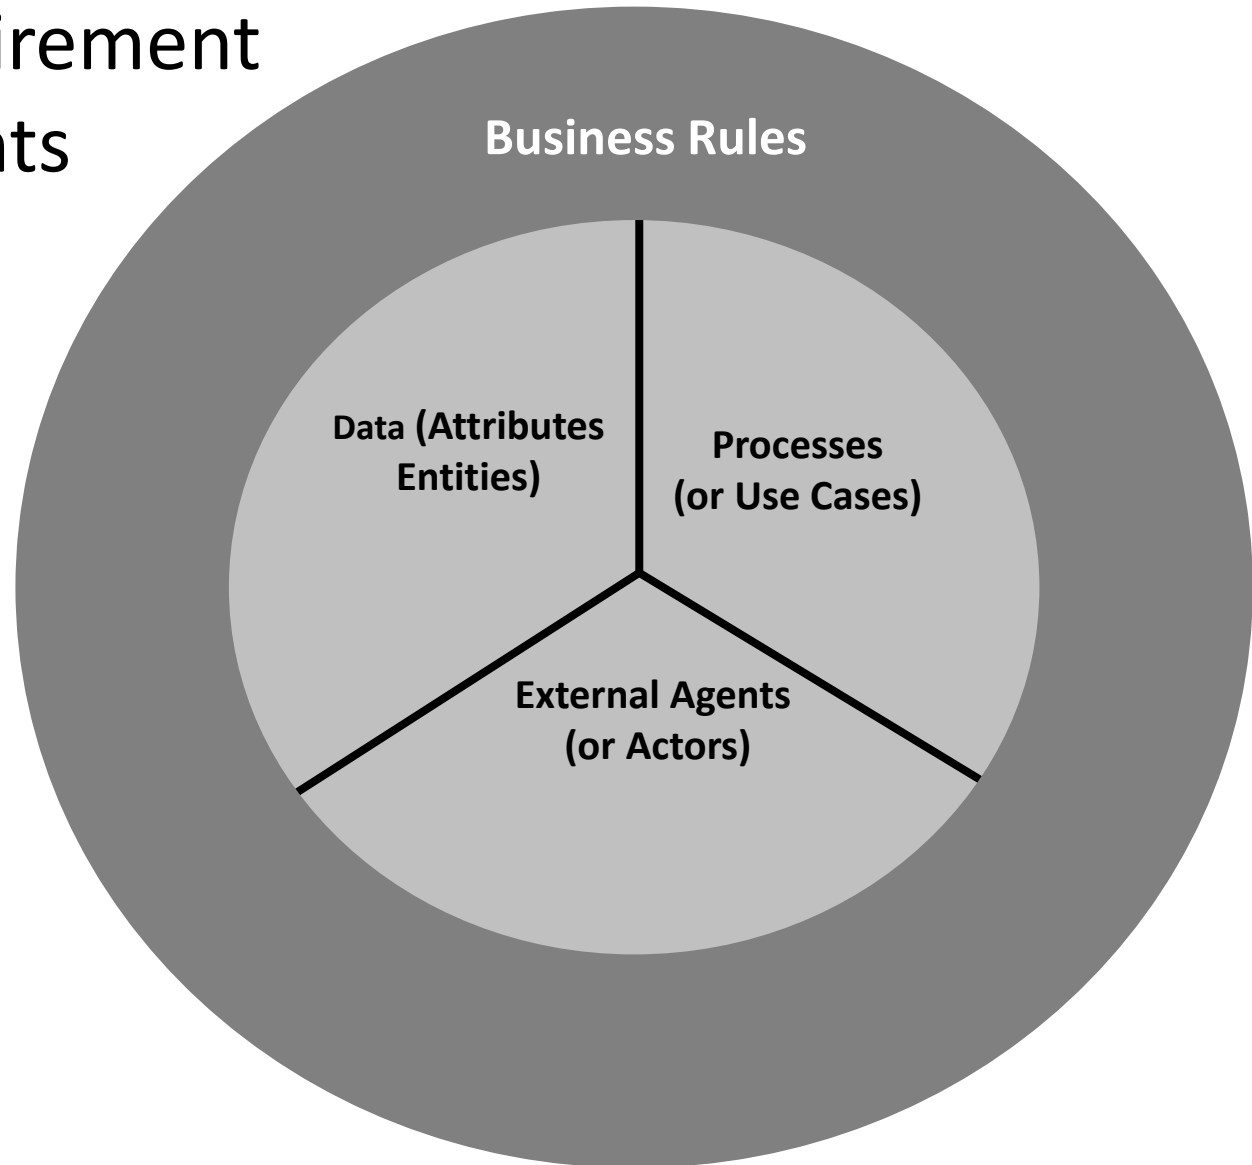 irement
nts
Business Rules
Data (Attributes
Entities)
Processes
(or Use Cases)
External Agents
(or Actors)